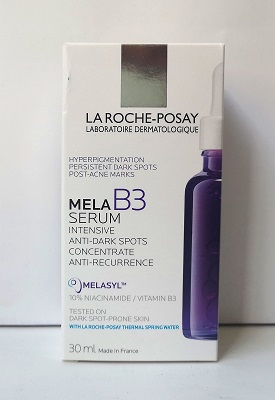 LA ROCHE-POSAY
LABORATOIRE DERMATOLOGIQUE
HYPERPIGMENTATION
PERSISTENT DARK SPOTS
POST-ACNE MARKS
MELA B3
SERUM
INTENSIVE
ANTI-DARK SPOTS
CONCENTRATE
ANTI-RECURRENCE
MELASYL™
10% NIACINAMIDE / VITAMIN B3
TESTED ON
DARK SPOT-PRONE SKIN
WITH LA ROCHE-POSAY THERMAL SPRING WATER
30 ml Made in France